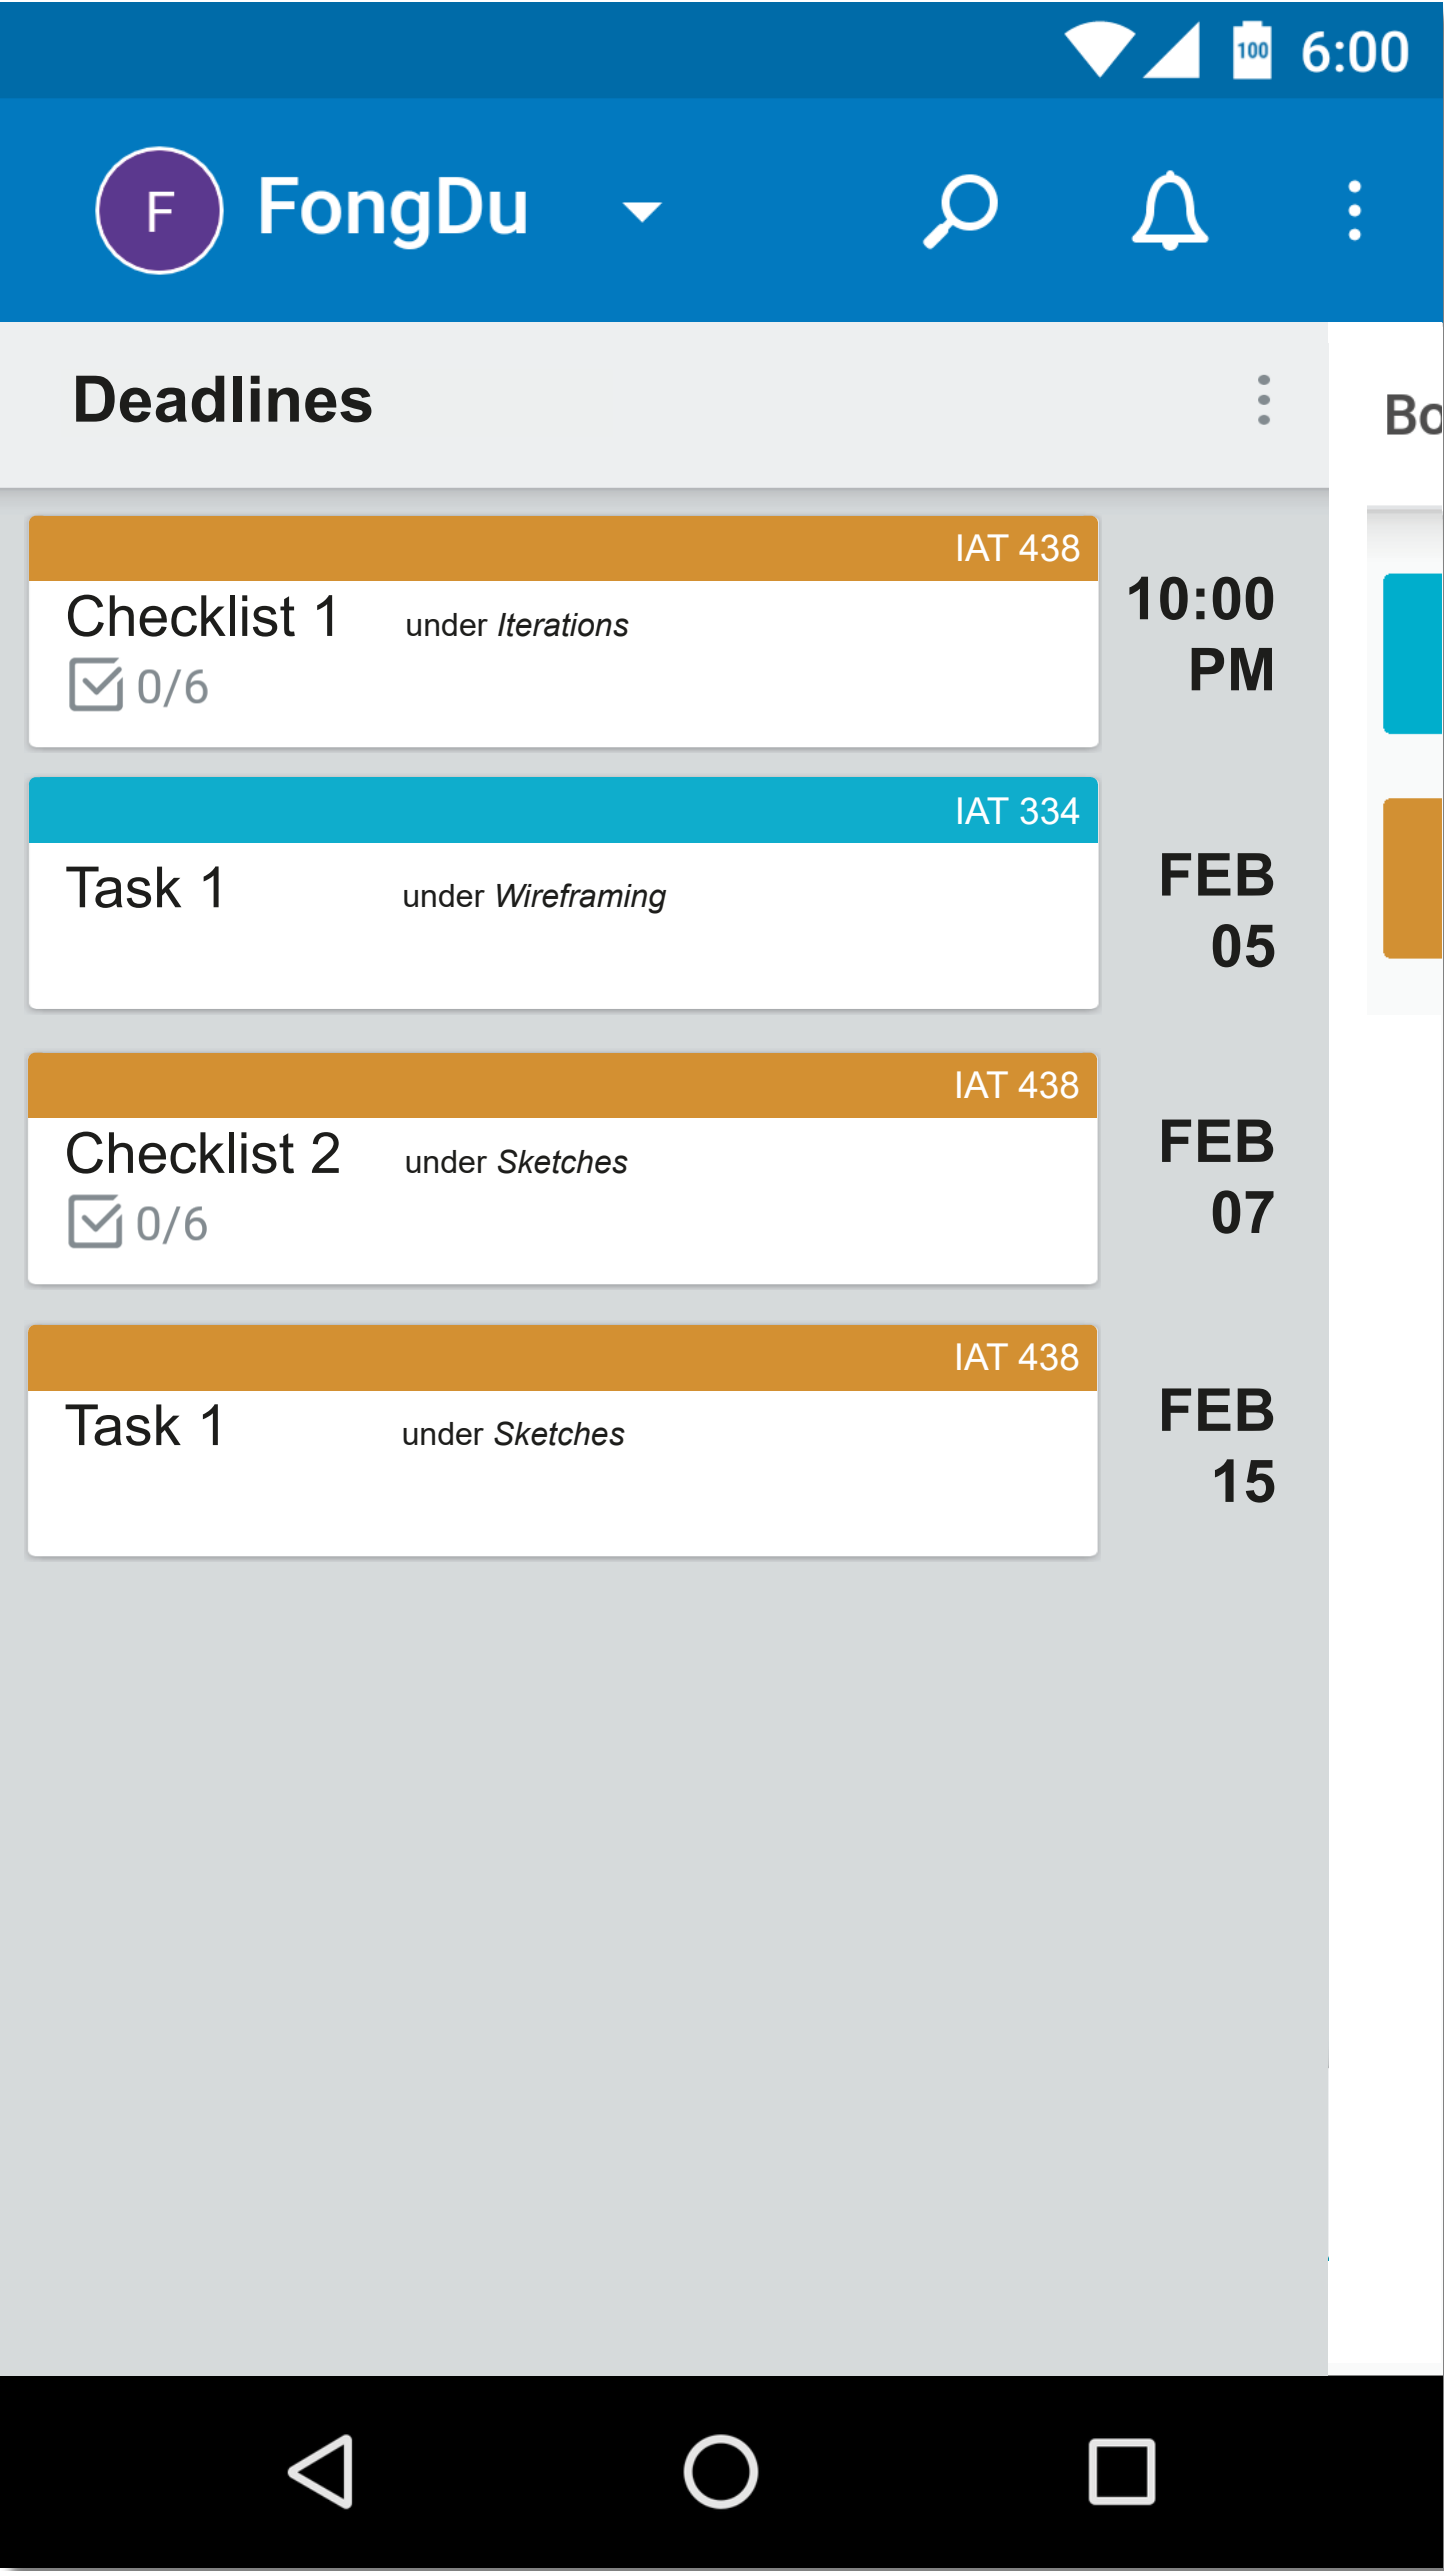 100 6:00
F FongDu
Deadlines
Bo
IAT 438
Checklist 1 under Iterations
0/6
10:00
PM
IAT 334
Task 1 under Wireframing
FEB
05
IAT 438
Checklist 2 under Sketches
0/6
FEB
07
IAT 438
Task 1 under Sketches
FEB
15